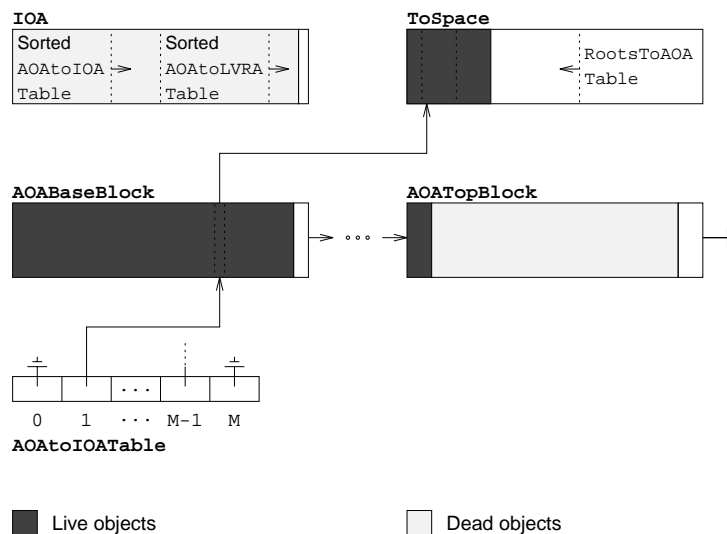 IOA
ToSpace
Sorted
AOAtoIOA
Table
Sorted
AOAtoLVRA
Table
RootsToAOA
Table
AOABaseBlock
AOATopBlock
0 1 ··· M-1 M
AOAtoIOATable
Live objects
Dead objects